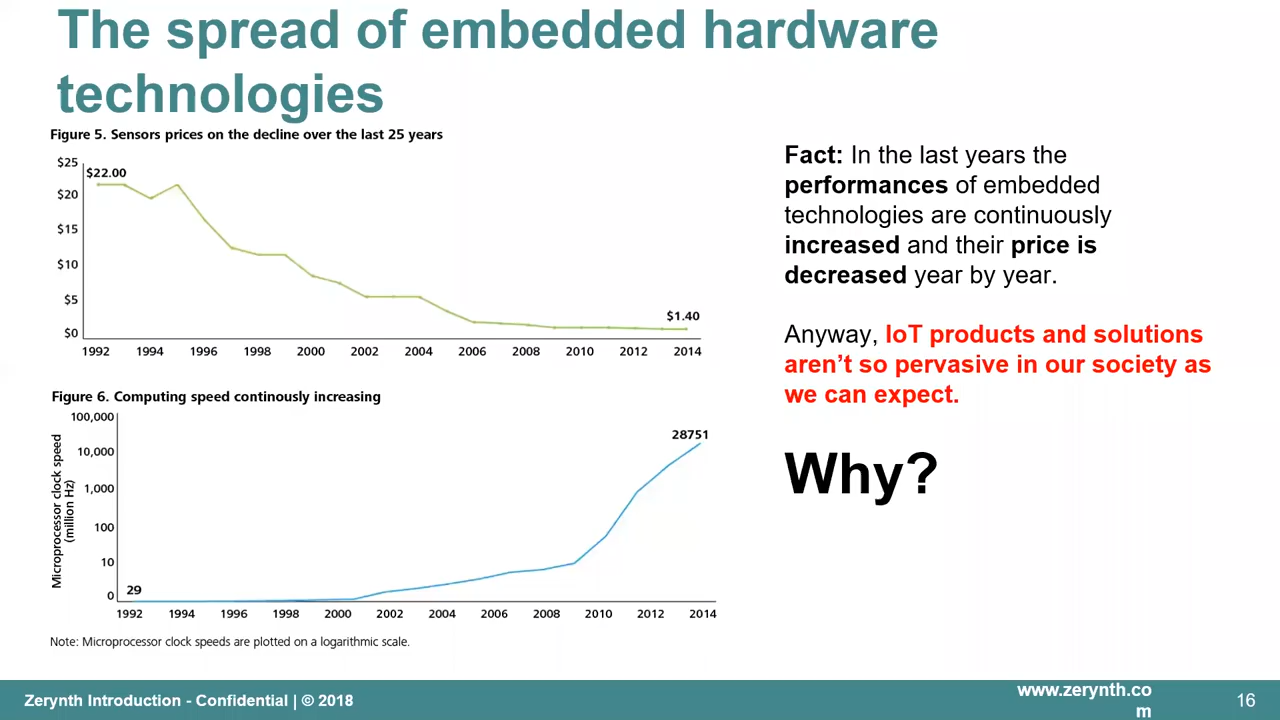 The spread of embedded hardware
technologies
Figure 5. Sensors prices on the decline over the last 25 years
$25
$22.00
$20
$15
$10
$5
$1.40
$0
1992 1994 1996 1998 2000 2002 2004 2006 2008 2010 2012 2014
Figure 6. Computing speed continously increasing
Microprocessor clock speed
(million Hz)
100,000
28751
10,000
1,000
100
10
29
0
1992 1994 1996 1998 2000 2002 2004 2006 2008 2010 2012 2014
Note: Microprocessor clock speeds are plotted on a logarithmic scale.
Fact: In the last years the
performances of embedded
technologies are continuously
increased and their price is
decreased year by year.
Anyway, IoT products and solutions
aren’t so pervasive in our society as
we can expect.
Why?
Zerynth Introduction - Confidential | © 2018
www.zerynth.co
m
16